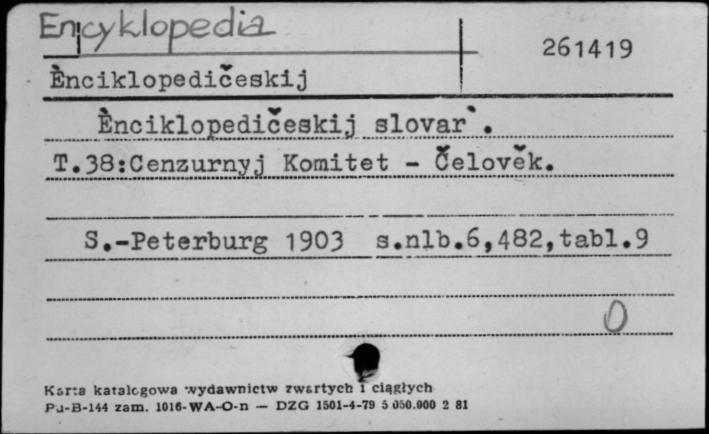 Encyklopedia
261419
Ènciklopedičeskij
Ènciklopedičeskij slovar`.
T.38:Cenzurnyj Komitet - Čelověk.
S.-Peterburg 1903 s.nlb.6,482,tabl.9
0
Karta katalogowa wydawnictw zwartych i ciągłych
Pu-B-144 zam. 1016-WA-O-n — DZG 1501-4-79 5 050.000 2 81